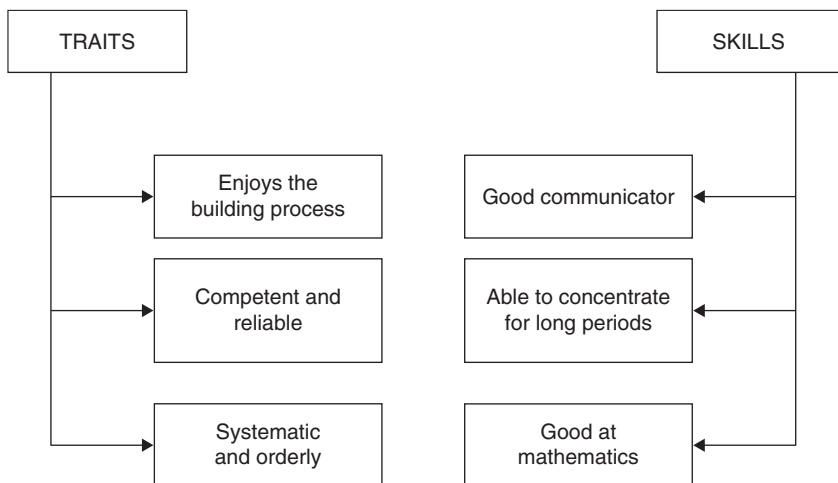 TRAITS
SKILLS
Enjoys the
building process
Good communicator
Competent and
reliable
Able to concentrate
for long periods
Systematic
and orderly
Good at
mathematics